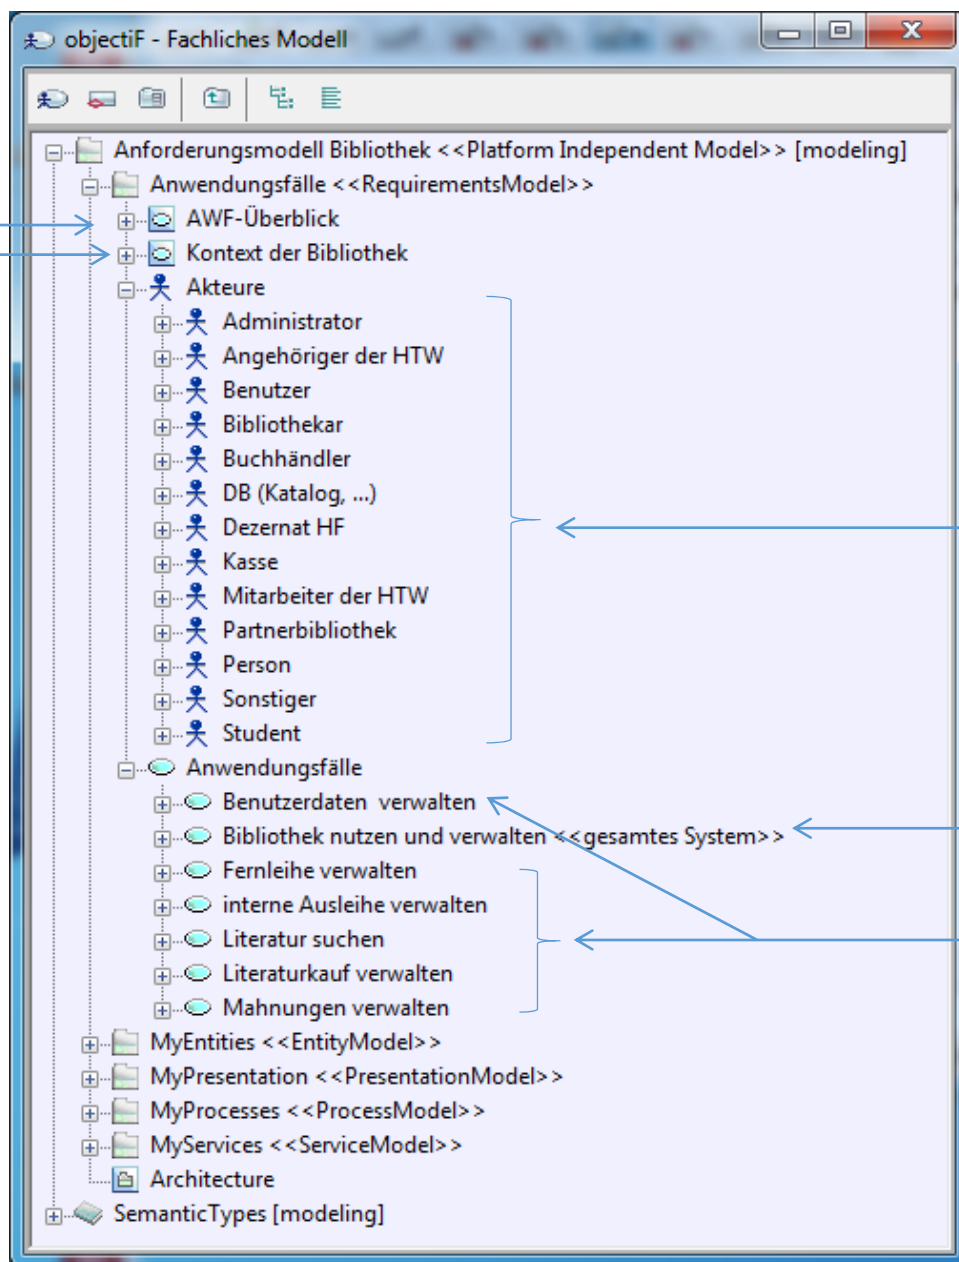 objectiF - Fachliches Modell
Anforderungsmodell Bibliothek <<Platform Independent Model>> [modeling]
Anwendungsfälle <<RequirementsModel>>
AWF-Überblick
Kontext der Bibliothek
Akteure
Administrator
Angehöriger der HTW
Benutzer
Bibliothekar
Buchhändler
DB (Katalog, ...)
Dezernat HF
Kasse
Mitarbeiter der HTW
Partnerbibliothek
Person
Sonstiger
Student
Anwendungsfälle
Benutzerdaten  verwalten
Bibliothek nutzen und verwalten <<gesamtes System>>
Fernleihe verwalten
interne Ausleihe verwalten
Literatur suchen
Literaturkauf verwalten
Mahnungen verwalten
MyEntities <<EntityModel>>
MyPresentation <<PresentationModel>>
MyProcesses <<ProcessModel>>
MyServices <<ServiceModel>>
Architecture
SemanticTypes [modeling]